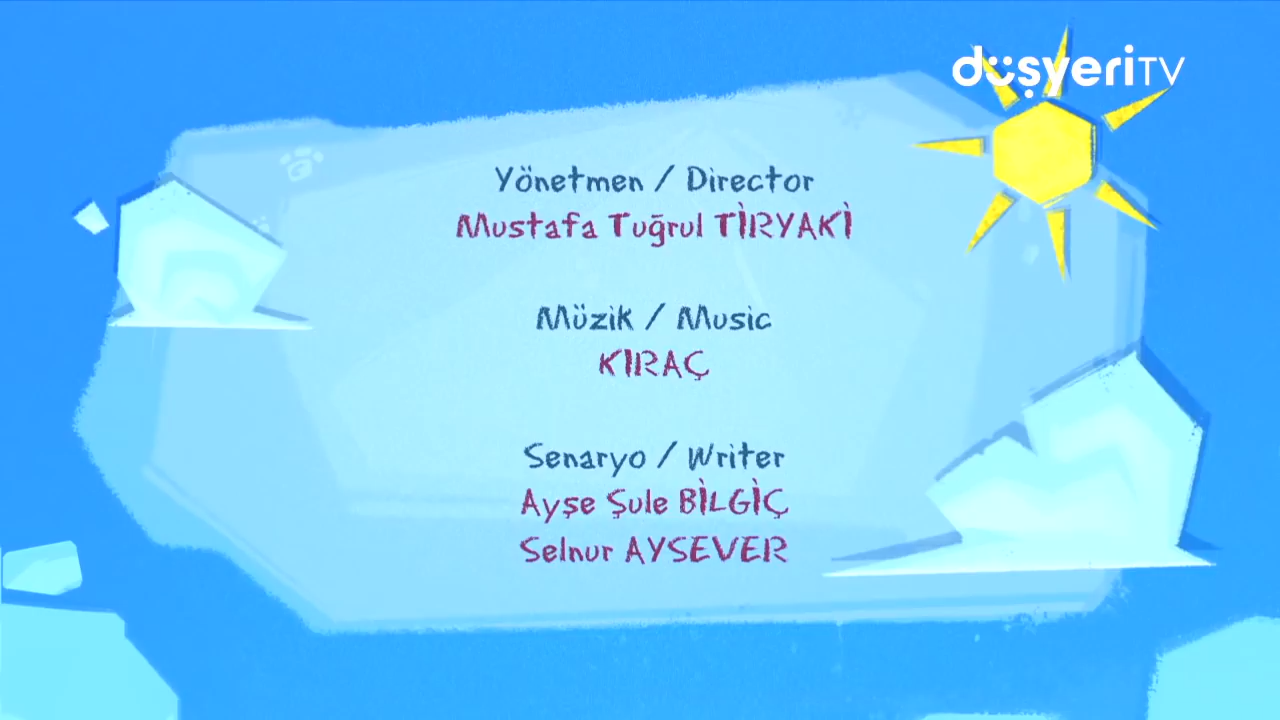 düşyeriTV
Yönetmen / Director
Mustafa Tuğrul TİRYAKİ
Müzik / Music
KIRAÇ
Senaryo / Writer
Ayşe Şule BİLGİÇ
Selnur AYSEVER